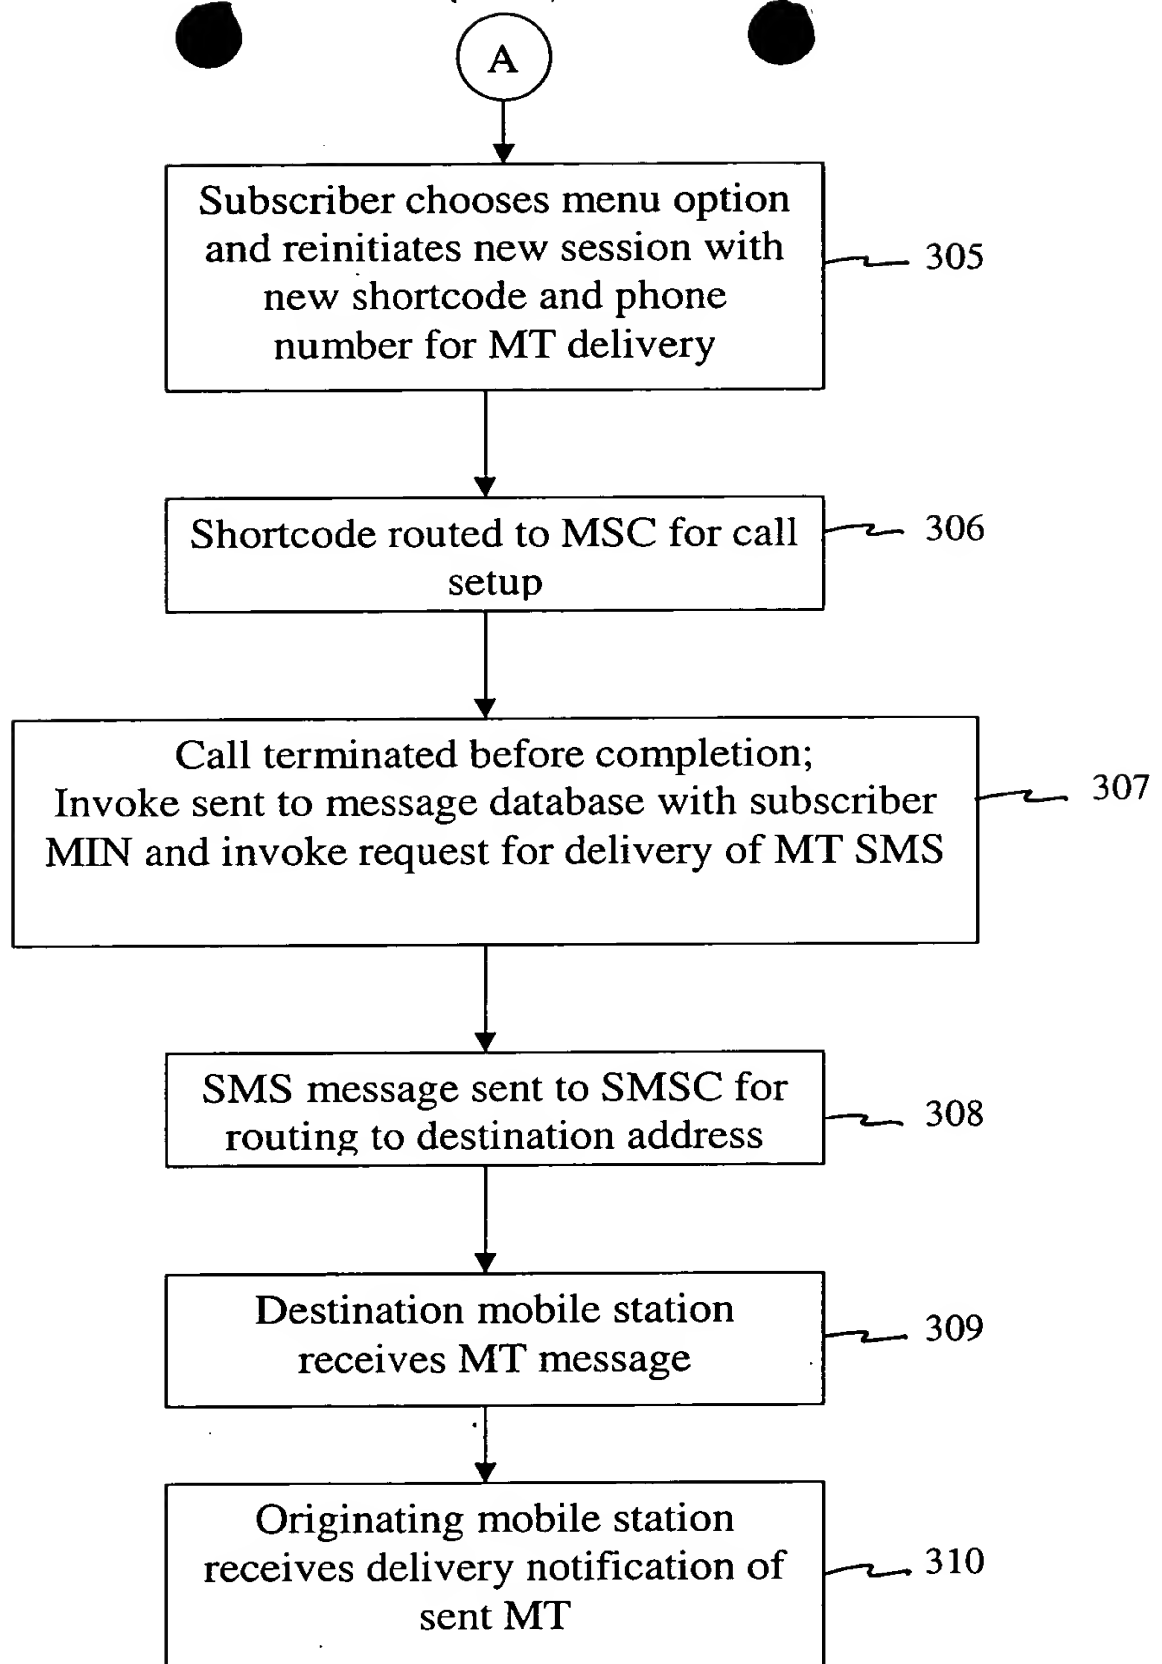 A
Subscriber chooses menu option
and reinitiates new session with
new shortcode and phone
number for MT delivery
305
Shortcode routed to MSC for call
setup
306
Call terminated before completion;
Invoke sent to message database with subscriber
MIN and invoke request for delivery of MT SMS
307
SMS message sent to SMSC for
routing to destination address
308
Destination mobile station
receives MT message
309
Originating mobile station
receives delivery notification of
sent MT
310